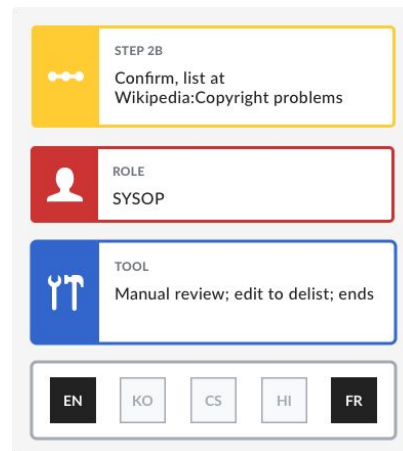 STEP 2B
Confirm, list at
Wikipedia:Copyright problems
ROLE
SYSOP
TOOL
Manual review; edit to delist; ends
EN KO CS HI FR